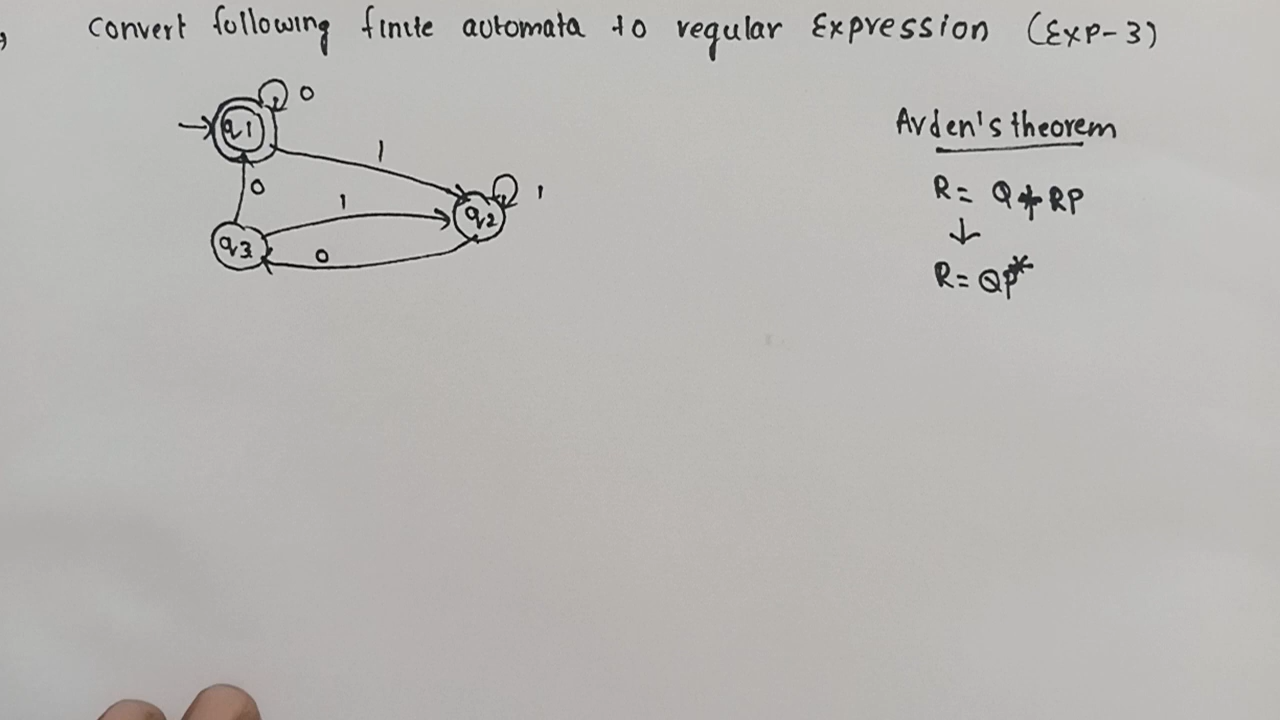 , convert following finite automata to regular Expression (Exp-3)
0
q1
1
0
1
q2
1
q3
0
Arden's theorem
R = Q + RP
↓
R = QP*